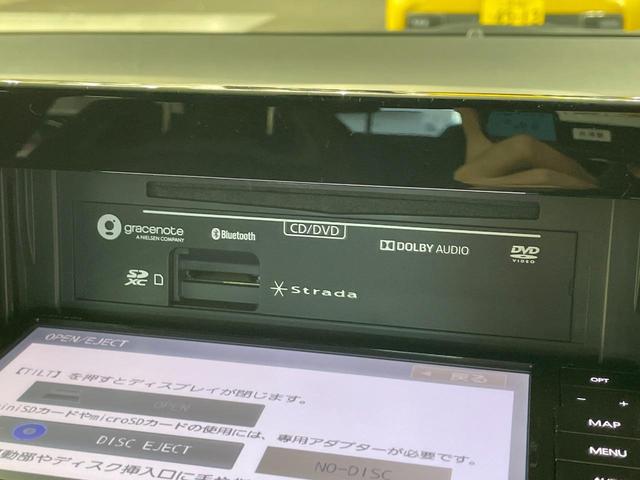 gracenote
A NIELSEN COMPANY
Bluetooth
CD/DVD
DOLBY AUDIO
DVD
VIDEO
SD
XC
Strada
OPEN/EJECT
戻る
【TILT】を押すとディスプレイが閉じます。
OPEN
miniSDカードやmicroSDカードの使用には、専用アダプターが必要です。
DISC EJECT
NO-DISC
OPT
－ ＋
MAP
MENU